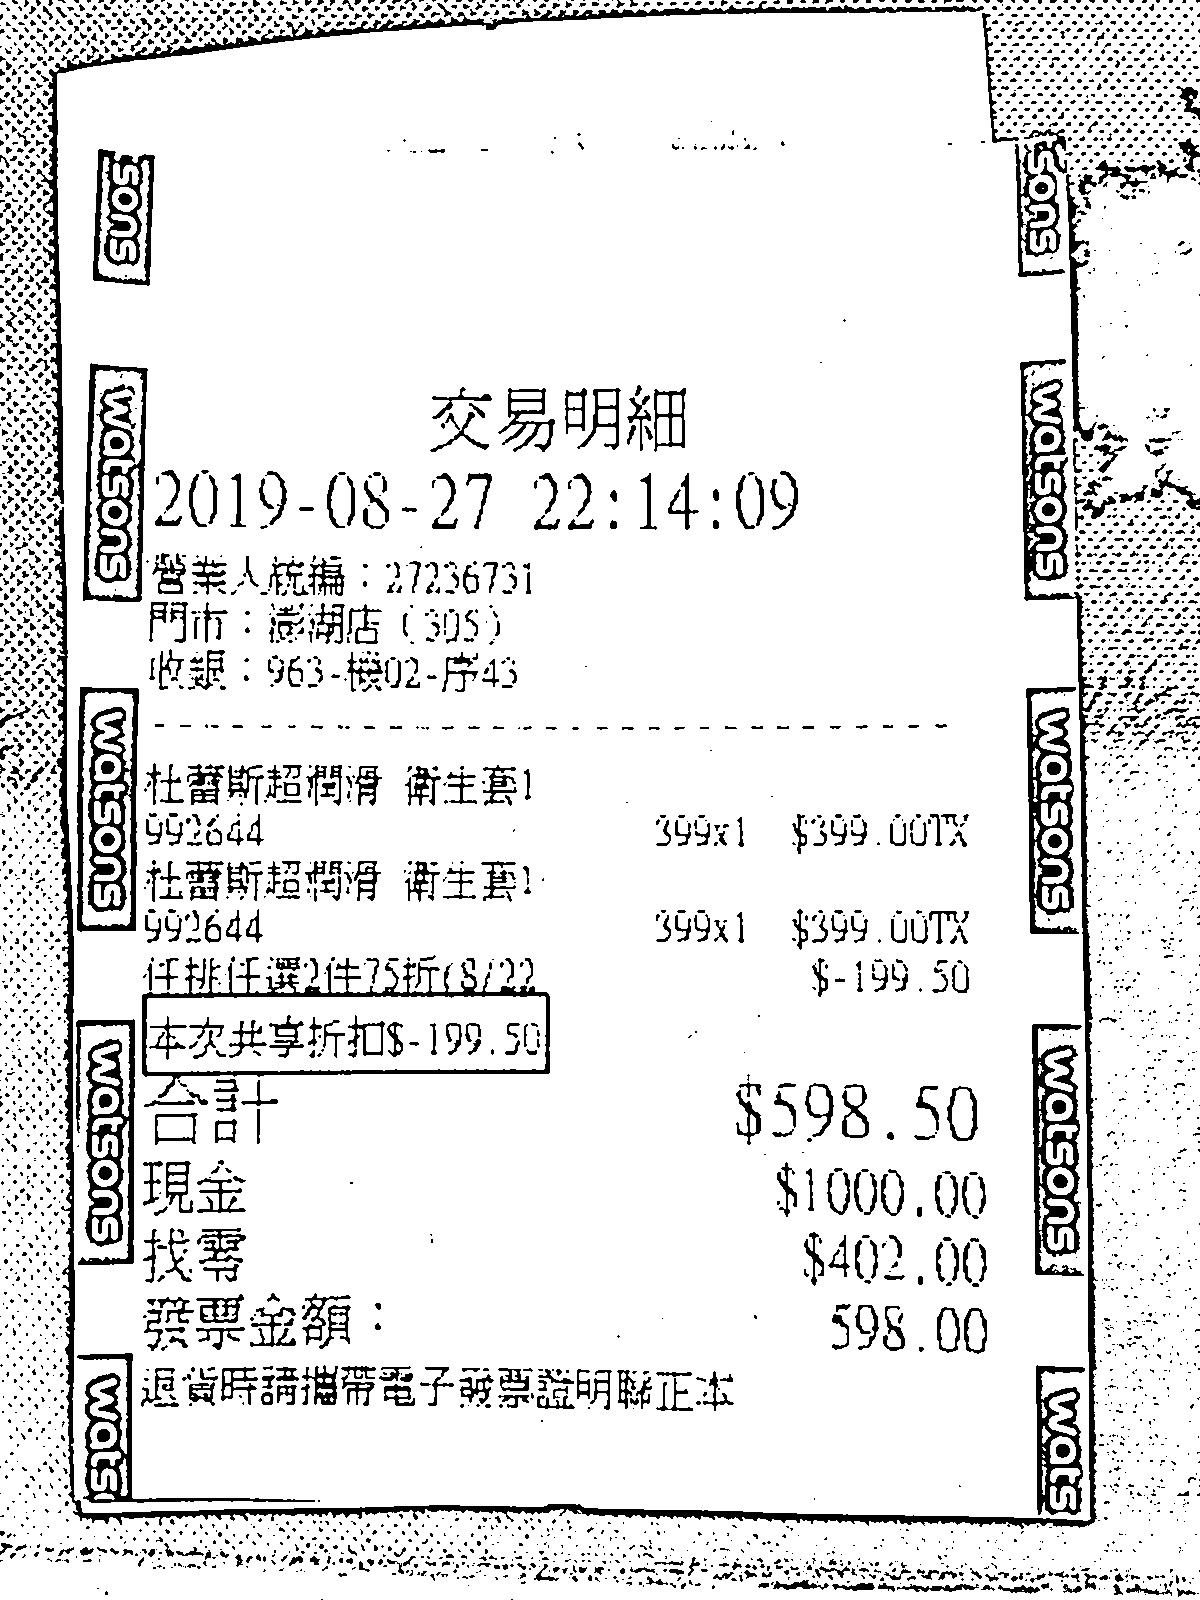 交易明細
2019-08-27 22:14:09
營業人統編：27236731
門市：澎湖店（305）
收銀：963-機02-序43
--------------------------------
杜蕾斯超潤滑 衛生套1
992644 399x1 $399.00TX
杜蕾斯超潤滑 衛生套1
992644 399x1 $399.00TX
任挑任選2件75折(8/22 $-199.50
本次共享折扣$-199.50
合計 $598.50
現金 $1000.00
找零 $402.00
發票金額： 598.00
退貨時請攜帶電子發票證明聯正本
sons
watsons
watsons
watsons
wats
sons
watsons
watsons
watsons
wats